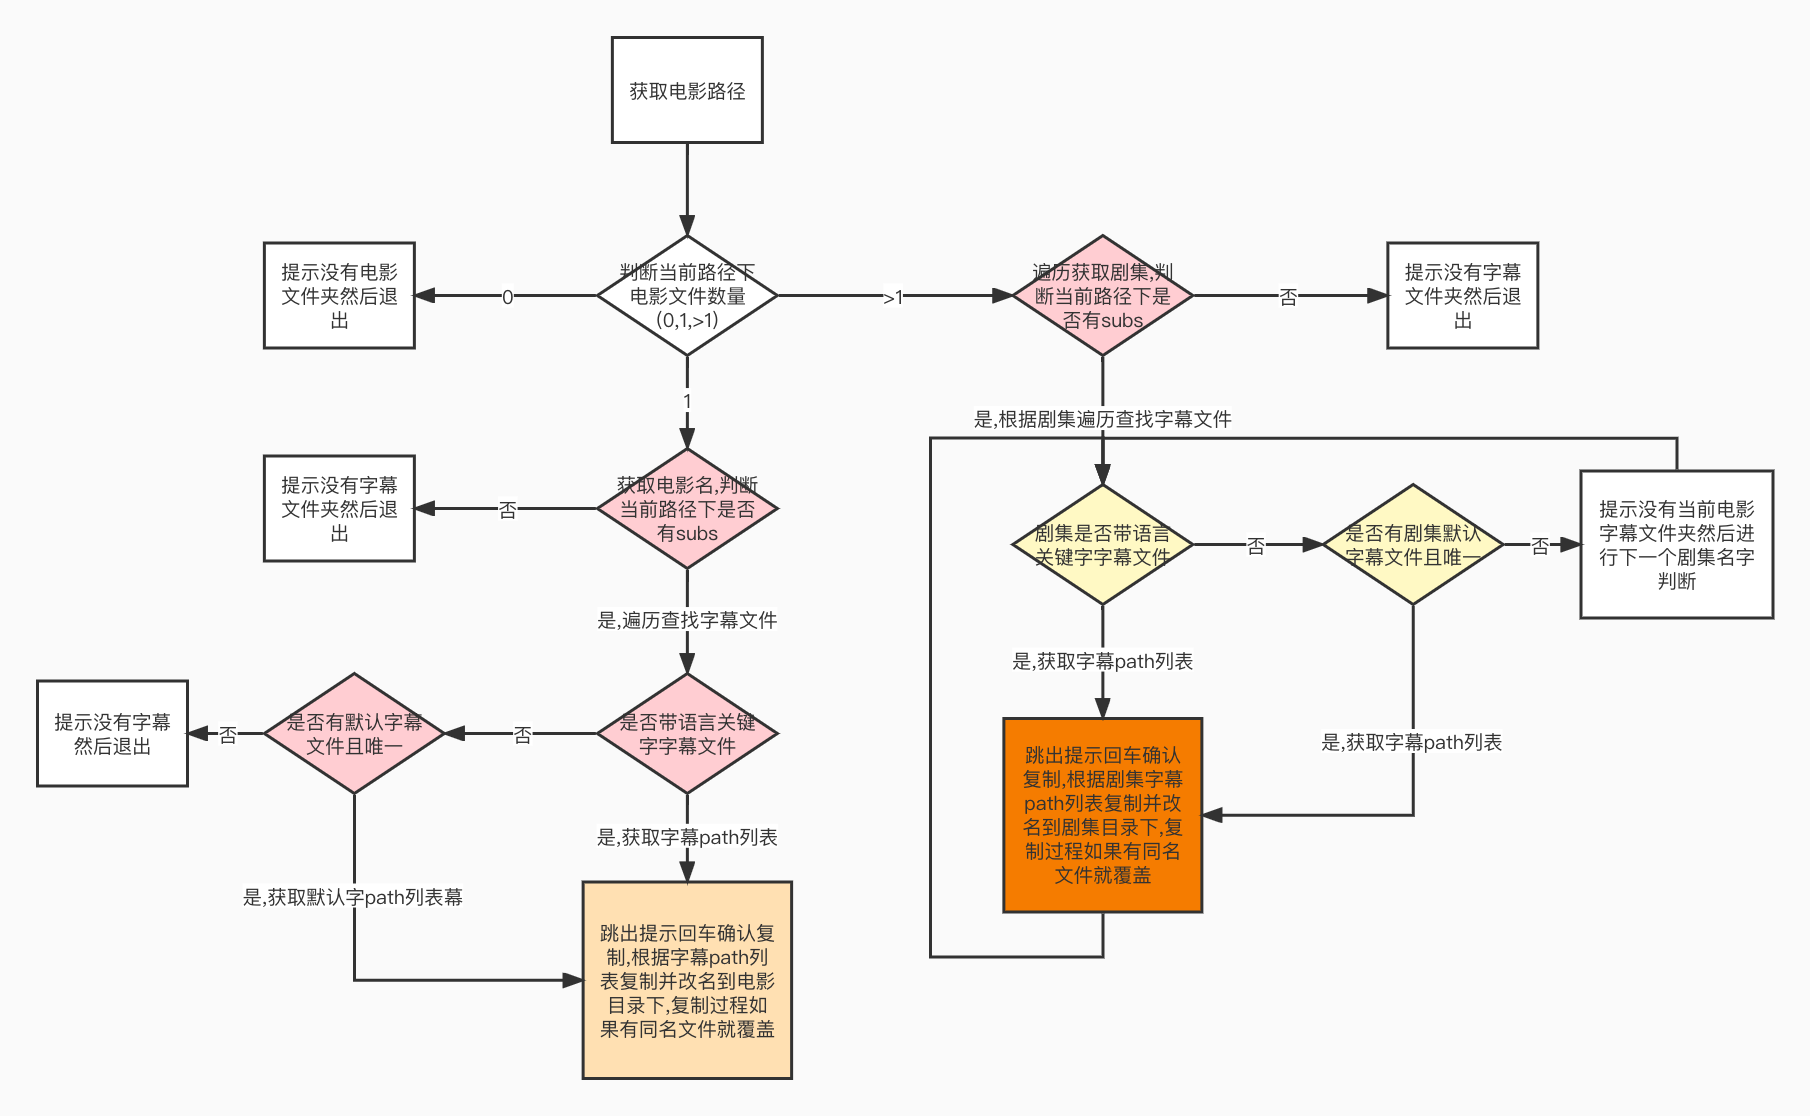 获取电影路径
提示没有电影
文件夹然后退
出
0
判断当前路径下
电影文件数量
(0,1,>1)
>1
遍历获取剧集,判
断当前路径下是
否有subs
否
提示没有字幕
文件夹然后退
出
1
是,根据剧集遍历查找字幕文件
提示没有字幕
文件夹然后退
出
否
获取电影名,判断
当前路径下是否
有subs
剧集是否带语言
关键字字幕文件
否
是否有剧集默认
字幕文件且唯一
否
提示没有当前电影
字幕文件夹然后进
行下一个剧集名字
判断
是,遍历查找字幕文件
是,获取字幕path列表
提示没有字幕
然后退出
否
是否有默认字幕
文件且唯一
否
是否带语言关键
字字幕文件
是,获取字幕path列表
跳出提示回车确认
复制,根据剧集字幕
path列表复制并改
名到剧集目录下,复
制过程如果有同名
文件就覆盖
是,获取字幕path列表
是,获取默认字path列表幕
跳出提示回车确认复
制,根据字幕path列
表复制并改名到电影
目录下,复制过程如
果有同名文件就覆盖